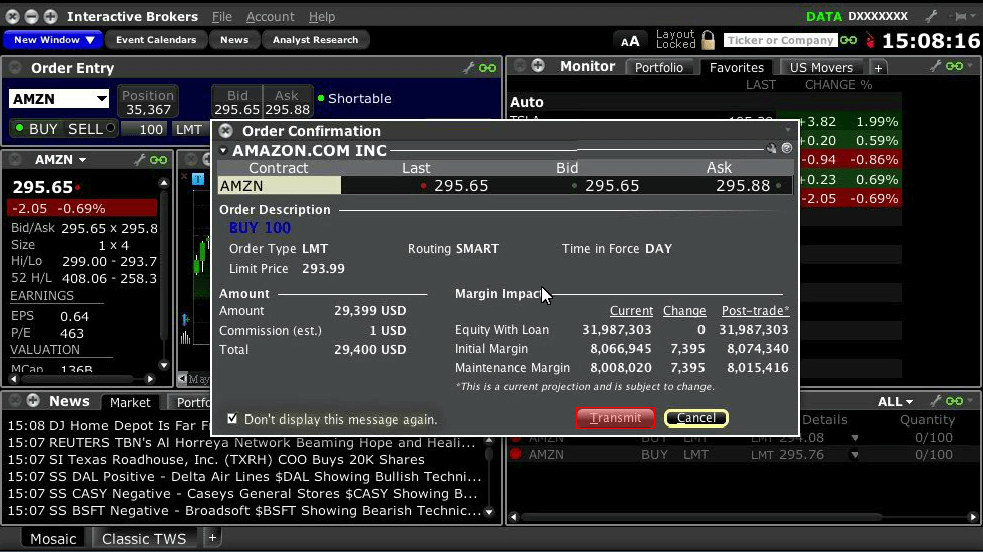 Interactive Brokers File Account Help DATA DXXXXXXX
New Window ▼ Event Calendars News Analyst Research AA Layout Locked Ticker or Company 15:08:16
Order Entry
AMZN Position 35,367 Bid 295.65 Ask 295.88 Shortable
BUY SELL 100 LMT
Monitor Portfolio Favorites US Movers +
LAST CHANGE %
Auto
+3.82 1.99%
+0.20 0.59%
-0.94 -0.86%
+0.23 0.69%
-2.05 -0.69%
AMZN
295.65
-2.05 -0.69%
Bid/Ask 295.65 x 295.8
Size 1 x 4
Hi/Lo 299.00 - 293.7
52 H/L 408.06 - 258.3
EARNINGS
EPS 0.64
P/E 463
VALUATION
MCap 136B
T
May
Order Confirmation
AMAZON.COM INC
Contract Last Bid Ask
AMZN 295.65 295.65 295.88
Order Description
BUY 100
Order Type LMT Routing SMART Time in Force DAY
Limit Price 293.99
Amount
Amount 29,399 USD
Commission (est.) 1 USD
Total 29,400 USD
Margin Impact
Current Change Post-trade*
Equity With Loan 31,987,303 0 31,987,303
Initial Margin 8,066,945 7,395 8,074,340
Maintenance Margin 8,008,020 7,395 8,015,416
*This is a current projection and is subject to change.
Don't display this message again.
Transmit Cancel
News Market Portfo
15:08 DJ Home Depot Is Far F
15:07 REUTERS TBN's Al Horreya Network Beaming Hope and Heali...
15:07 SI Texas Roadhouse, Inc. (TXRH) COO Buys 20K Shares
15:07 SS DAL Positive - Delta Air Lines $DAL Showing Bullish Techni...
15:07 SS CASY Negative - Caseys General Stores $CASY Showing B...
15:07 SS BSFT Negative - Broadsoft $BSFT Showing Bearish Technic...
ALL
Details Quantity
AMZN BUY LMT LMT 294.08 0/100
AMZN BUY LMT LMT 295.76 0/100
Mosaic Classic TWS +